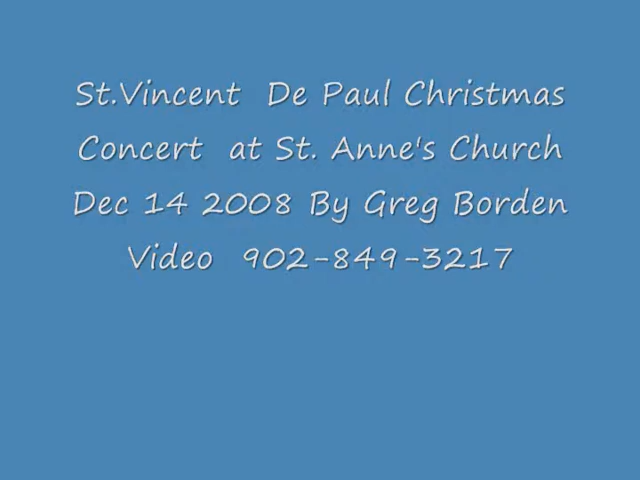 St.Vincent De Paul Christmas
Concert at St. Anne's Church
Dec 14 2008 By Greg Borden
Video 902-849-3217